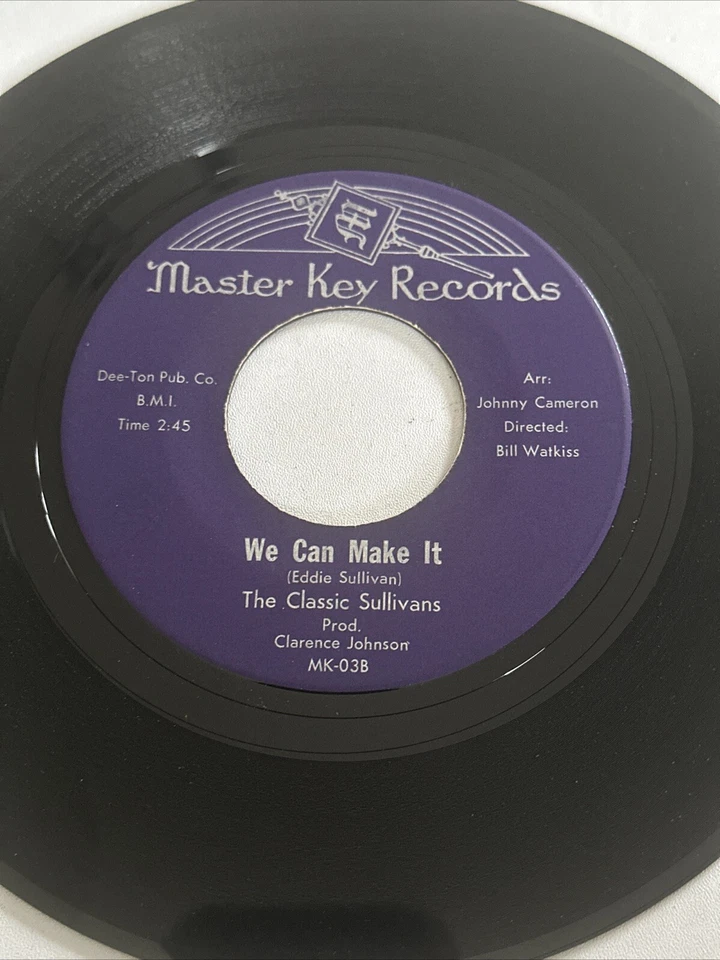 Master Key Records
Dee-Ton Pub. Co.
B.M.I.
Time 2:45
Arr:
Johnny Cameron
Directed:
Bill Watkiss
We Can Make It
(Eddie Sullivan)
The Classic Sullivans
Prod.
Clarence Johnson
MK-03B